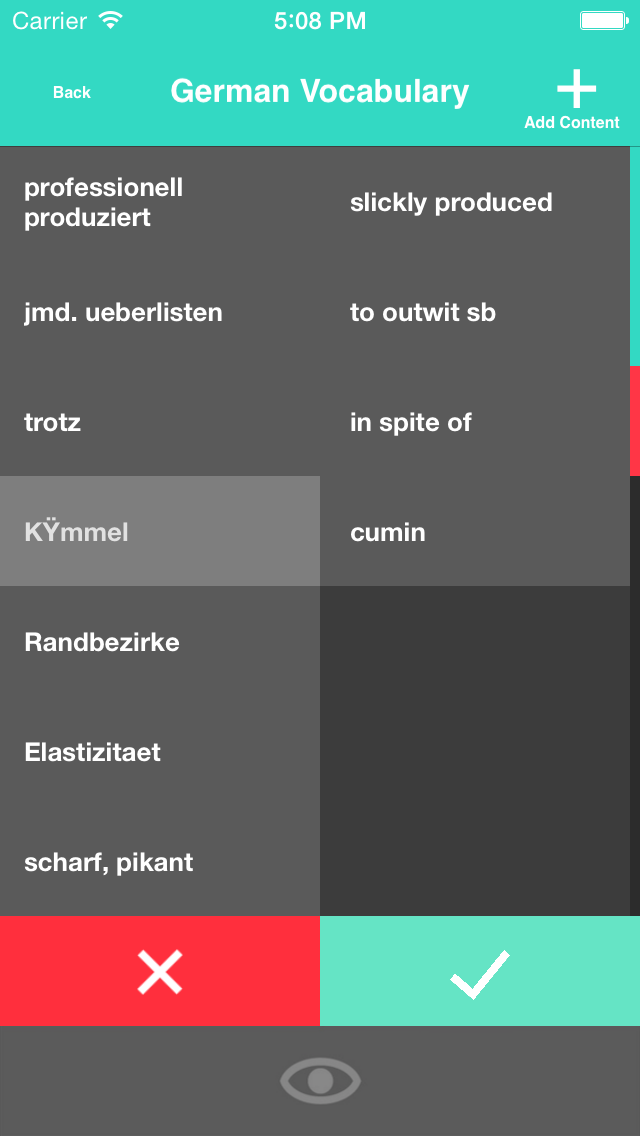 Carrier 5:08 PM
Back German Vocabulary
Add Content
professionell
produziert
slickly produced
jmd. ueberlisten to outwit sb
trotz in spite of
KŸmmel cumin
Randbezirke
Elastizitaet
scharf, pikant